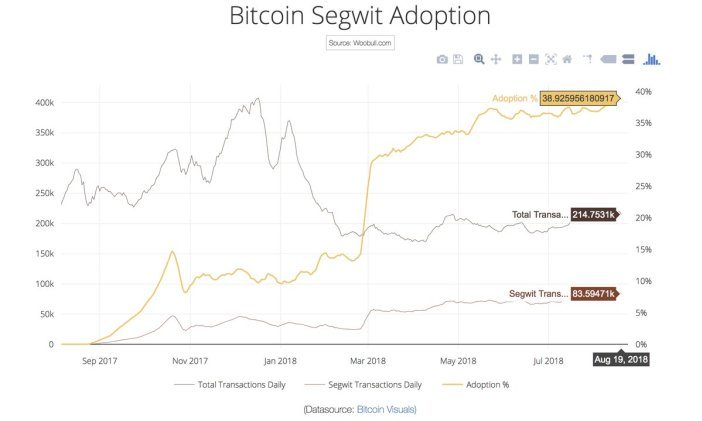 Bitcoin Segwit Adoption
Source: Woobull.com
400k
350k
300k
250k
200k
150k
100k
50k
0
40%
35%
30%
25%
20%
15%
10%
5%
0%
Adoption % 38.925956180917
Total Transa... 214.7531k
Segwit Trans... 83.59471k
Sep 2017 Nov 2017 Jan 2018 Mar 2018 May 2018 Jul 2018 Aug 19, 2018
Total Transactions Daily Segwit Transactions Daily Adoption %
(Datasource: Bitcoin Visuals)